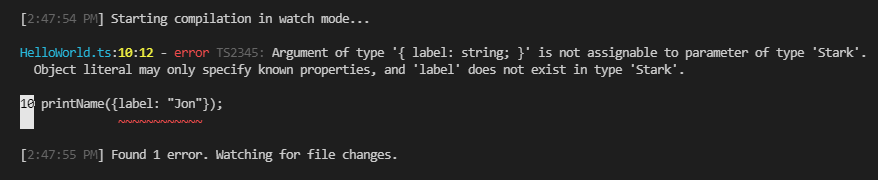 [2:47:54 PM] Starting compilation in watch mode...
HelloWorld.ts:10:12 - error TS2345: Argument of type '{ label: string; }' is not assignable to parameter of type 'Stark'.
Object literal may only specify known properties, and 'label' does not exist in type 'Stark'.
10 printName({label: "Jon"});
~~~~~~~~~~~~
[2:47:55 PM] Found 1 error. Watching for file changes.